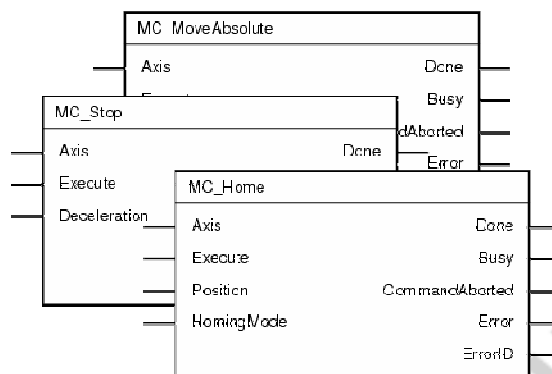 MC_MoveAbsolute
Axis Done
Busy
dAborted
Error
MC_Stop
Axis Done
Execute
Deceleration
MC_Home
Axis Done
Execute Busy
Position CommandAborted
HomingMode Error
ErrorID